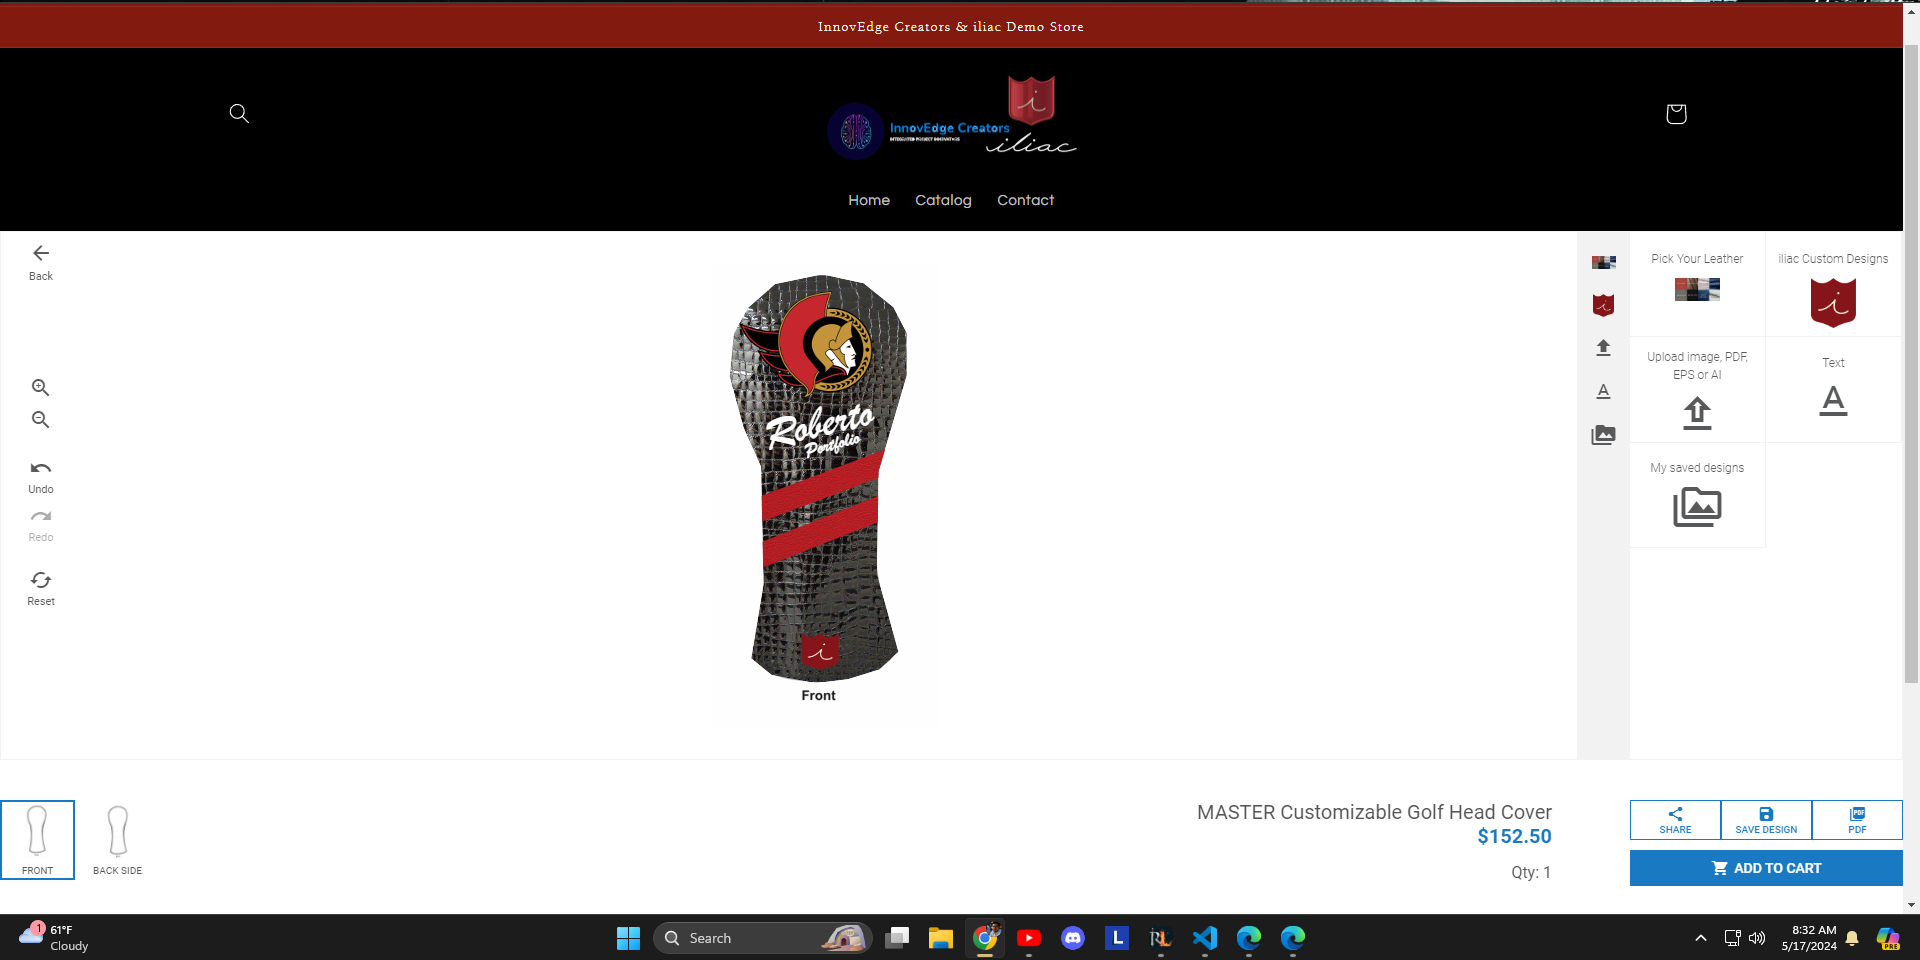 InnovEdge Creators & iliac Demo Store
InnovEdge Creators
i
iliac
Home Catalog Contact
Back
Undo
Redo
Reset
Roberto
Portfolio
i
Front
Pick Your Leather
iliac Custom Designs
i
Upload image, PDF,
EPS or AI
Text
A
My saved designs
FRONT
BACK SIDE
MASTER Customizable Golf Head Cover
$152.50
Qty: 1
SHARE
SAVE DESIGN
PDF
ADD TO CART
1
61°F
Cloudy
Search
L
RL
PRE
8:32 AM
5/17/2024